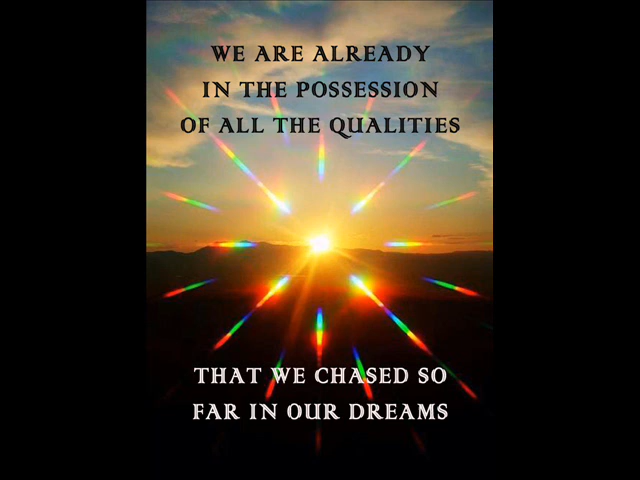 WE ARE ALREADY
IN THE POSSESSION
OF ALL THE QUALITIES
THAT WE CHASED SO
FAR IN OUR DREAMS